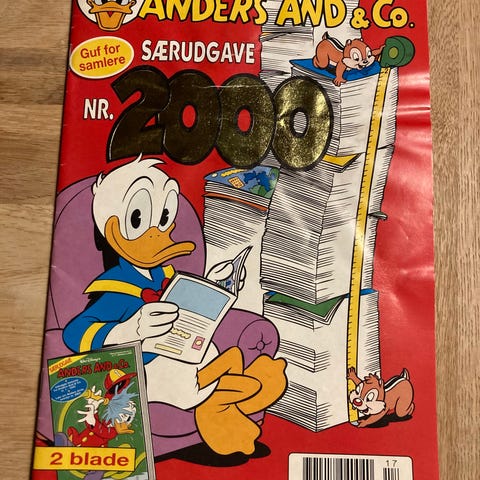 ANDERS AND & Co.
Guf for
samlere
SÆRUDGAVE
NR. 2000
ANDERS AND & Co.
2 blade
17